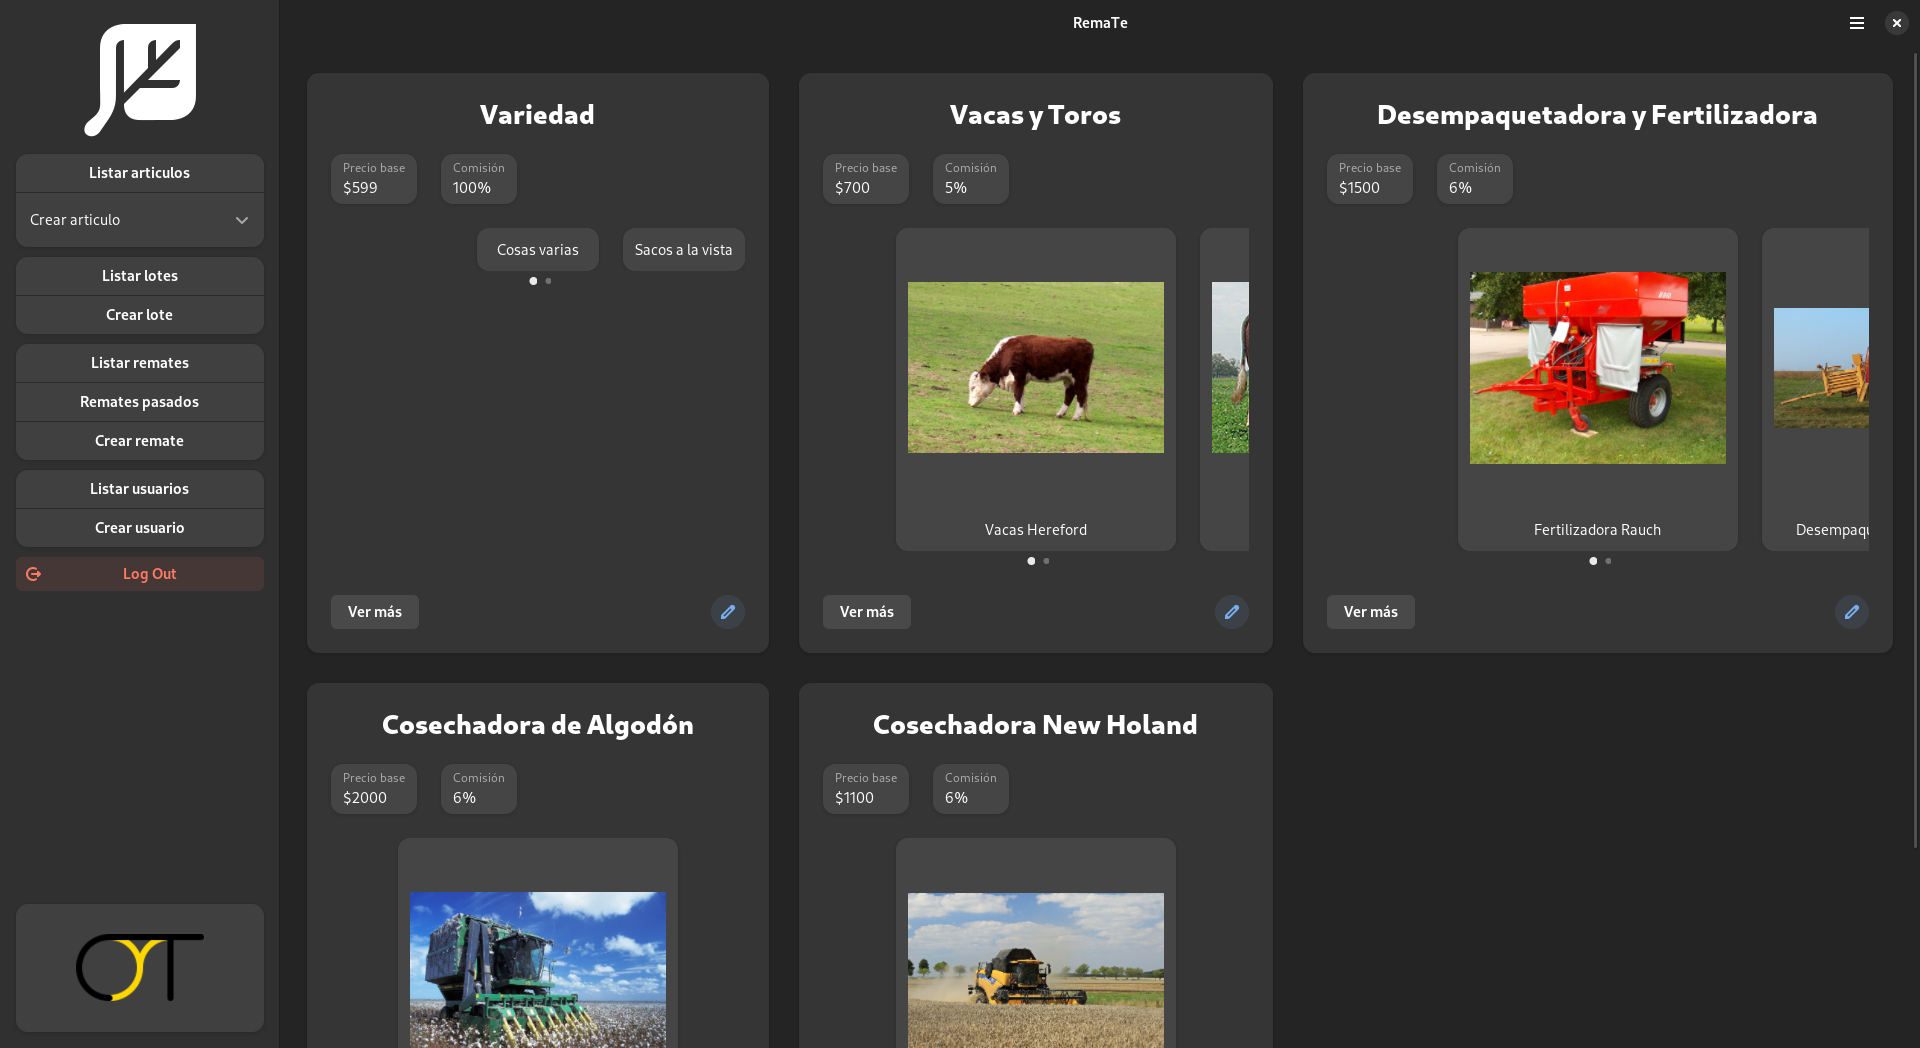 RemaTe
Listar articulos
Crear articulo
Listar lotes
Crear lote
Listar remates
Remates pasados
Crear remate
Listar usuarios
Crear usuario
Log Out
Variedad
Precio base
$599
Comisión
100%
Cosas varias
Sacos a la vista
Ver más
Vacas y Toros
Precio base
$700
Comisión
5%
Vacas Hereford
Ver más
Desempaquetadora y Fertilizadora
Precio base
$1500
Comisión
6%
Fertilizadora Rauch
Desempaqu
Ver más
Cosechadora de Algodón
Precio base
$2000
Comisión
6%
Cosechadora New Holand
Precio base
$1100
Comisión
6%